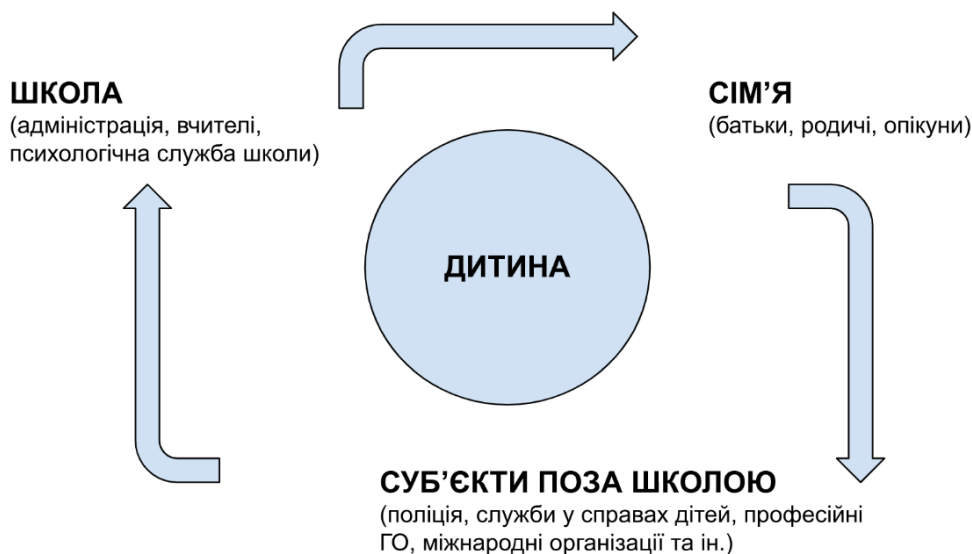 ШКОЛА
(адміністрація, вчителі,
психологічна служба школи)
СІМ’Я
(батьки, родичі, опікуни)
ДИТИНА
СУБ’ЄКТИ ПОЗА ШКОЛОЮ
(поліція, служби у справах дітей, професійні
ГО, міжнародні організації та ін.)